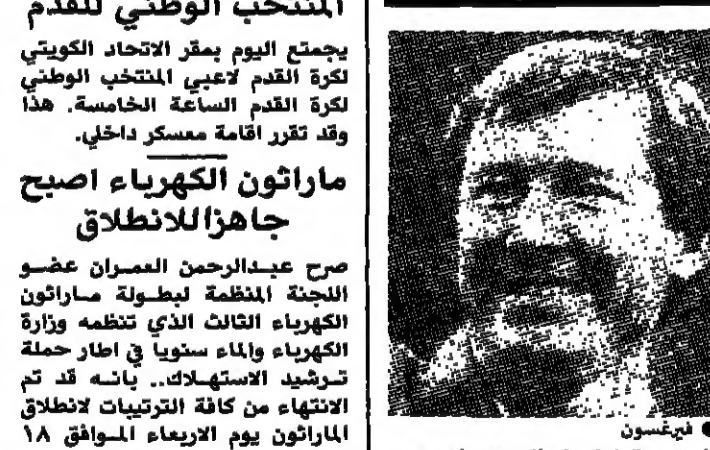 المنتخب الوطني للقدم
يجمتع اليوم بمقر الاتحاد الكويتي
لكرة القدم لاعبي المنتخب الوطني
لكرة القدم الساعة الخامسة. هذا
وقد تقرر اقامة معسكر داخلي.
ماراثون الكهرباء اصبح
جاهزا للانطلاق
صرح عبدالرحمن العمران عضو
اللجنة المنظمة لبطولة ماراثون
الكهرباء الثالث الذي تنظمه وزارة
الكهرباء والماء سنويا في اطار حملة
ترشيد الاستهلاك.. بانه قد تم
الانتهاء من كافة الترتيبات لانطلاق
الماراثون يوم الاربعاء الموافق ١٨
● فيرغسون